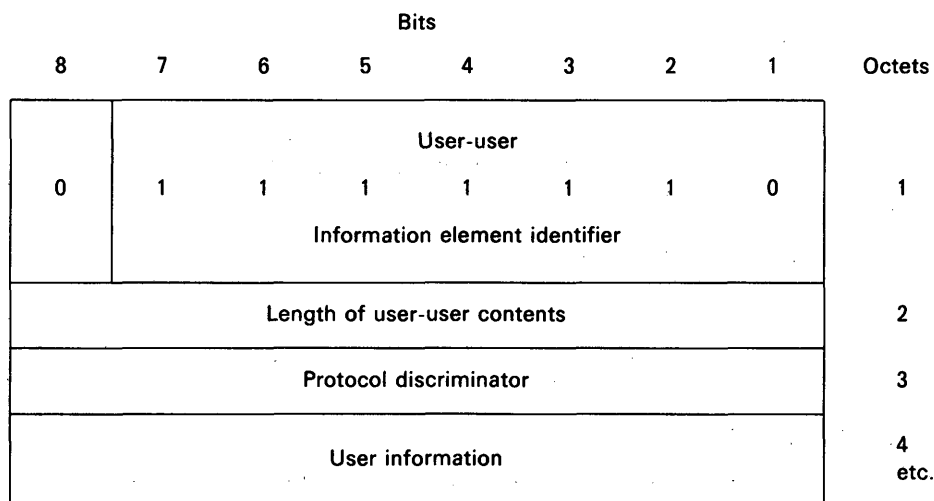 Bits
8 7 6 5 4 3 2 1 Octets
User-user
0 1 1 1 1 1 1 0 1
Information element identifier
Length of user-user contents 2
Protocol discriminator 3
User information 4
etc.